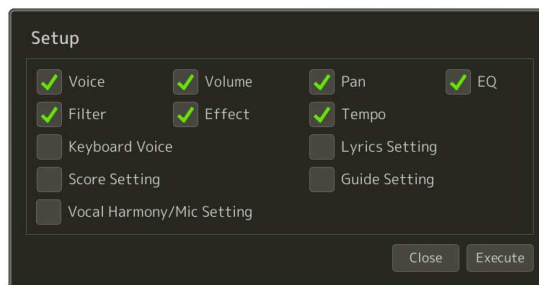 Setup
Voice Volume Pan EQ
Filter Effect Tempo
Keyboard Voice Lyrics Setting
Score Setting Guide Setting
Vocal Harmony/Mic Setting
Close Execute